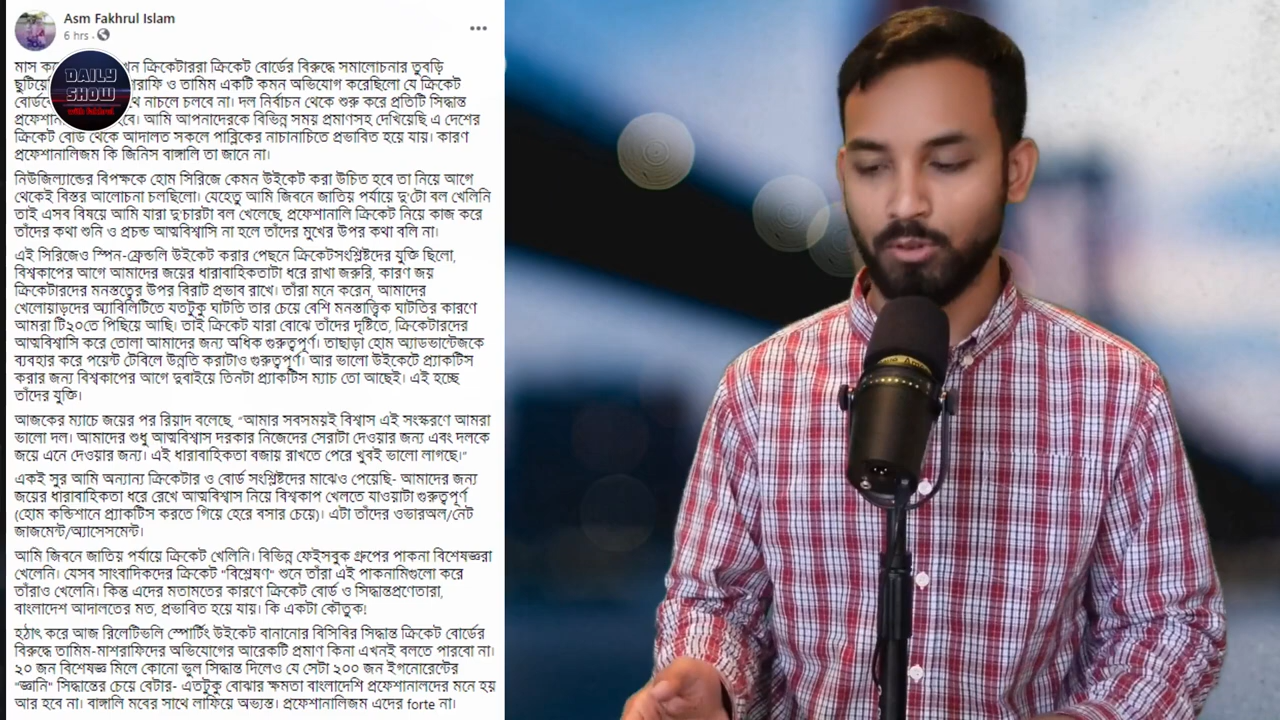 Asm Fakhrul Islam
6 hrs ·
DAILY
SHOW
মাস ক ন ক্রিকেটাররা ক্রিকেট বোর্ডের বিরুদ্ধে সমালোচনার তুবড়ি
ছুটিয়ে রাফি ও তামিম একটি কমন অভিযোগ করেছিলো যে ক্রিকেট
বোর্ডকে নাচলে চলবে না। দল নির্বাচন থেকে শুরু করে প্রতিটি সিদ্ধান্ত
প্রফেশনা বে। আমি আপনাদেরকে বিভিন্ন সময় প্রমাণসহ দেখিয়েছি এ দেশের
ক্রিকেট বোর্ড থেকে আদালত সকলে পাব্লিকের নাচানাচিতে প্রভাবিত হয়ে যায়। কারণ
প্রফেশনালিজম কি জিনিস বাঙ্গালি তা জানে না।
নিউজিল্যান্ডের বিপক্ষকে হোম সিরিজে কেমন উইকেট করা উচিত হবে তা নিয়ে আগে
থেকেই বিস্তর আলোচনা চলছিলো। যেহেতু আমি জিবনে জাতিয় পর্যায়ে দু'টো বল খেলিনি
তাই এসব বিষয়ে আমি যারা দু'চারটা বল খেলেছে, প্রফেশনালি ক্রিকেট নিয়ে কাজ করে
তাঁদের কথা শুনি ও প্রচন্ড আত্মবিশ্বাসি না হলে তাঁদের মুখের উপর কথা বলি না।
এই সিরিজেও স্পিন-ফ্রেন্ডলি উইকেট করার পেছনে ক্রিকেটসংশ্লিষ্টদের যুক্তি ছিলো,
বিশ্বকাপের আগে আমাদের জয়ের ধারাবাহিকতাটা ধরে রাখা জরুরি, কারণ জয়
ক্রিকেটারদের মনস্তত্বের উপর বিরাট প্রভাব রাখে। তাঁরা মনে করেন, আমাদের
খেলোয়াড়দের অ্যাবিলিটিতে যতটুকু ঘাটতি তার চেয়ে বেশি মনস্তাত্ত্বিক ঘাটতির কারণে
আমরা টি২০তে পিছিয়ে আছি। তাই ক্রিকেট যারা বোঝে তাঁদের দৃষ্টিতে, ক্রিকেটারদের
আত্মবিশ্বাসি করে তোলা আমাদের জন্য অধিক গুরুত্বপূর্ণ। তাছাড়া হোম অ্যাডভান্টেজকে
ব্যবহার করে পয়েন্ট টেবিলে উন্নতি করাটাও গুরুত্বপূর্ণ। আর ভালো উইকেটে প্র্যাকটিস
করার জন্য বিশ্বকাপের আগে দুবাইয়ে তিনটা প্র্যাকটিস ম্যাচ তো আছেই। এই হচ্ছে
তাঁদের যুক্তি।
আজকের ম্যাচে জয়ের পর রিয়াদ বলেছে, "আমার সবসময়ই বিশ্বাস এই সংস্করণে আমরা
ভালো দল। আমাদের শুধু আত্মবিশ্বাস দরকার নিজেদের সেরাটা দেওয়ার জন্য এবং দলকে
জয়ে এনে দেওয়ার জন্য। এই ধারাবাহিকতা বজায় রাখতে পেরে খুবই ভালো লাগছে।"
একই সুর আমি অন্যান্য ক্রিকেটার ও বোর্ড সংশ্লিষ্টদের মাঝেও পেয়েছি- আমাদের জন্য
জয়ের ধারাবাহিকতা ধরে রেখে আত্মবিশ্বাস নিয়ে বিশ্বকাপ খেলতে যাওয়াটা গুরুত্বপূর্ণ
(হোম কন্ডিশানে প্র্যাকটিস করতে গিয়ে হেরে বসার চেয়ে)। এটা তাঁদের ওভারঅল/নেট
জাজমেন্ট/অ্যাসেসমেন্ট।
আমি জিবনে জাতিয় পর্যায়ে ক্রিকেট খেলিনি। বিভিন্ন ফেইসবুক গ্রুপের পাকনা বিশেষজ্ঞরা
খেলেনি। যেসব সাংবাদিকদের ক্রিকেট "বিশ্লেষণ" শুনে তাঁরা এই পাকনামিগুলো করে
তাঁরাও খেলেনি। কিন্তু এদের মতামতের কারণে ক্রিকেট বোর্ড ও সিদ্ধান্তপ্রণেতারা,
বাংলাদেশ আদালতের মত, প্রভাবিত হয়ে যায়। কি একটা কৌতুক!
হঠাৎ করে আজ রিলেটিভলি স্পোর্টিং উইকেট বানানোর বিসিবির সিদ্ধান্ত ক্রিকেট বোর্ডের
বিরুদ্ধে তামিম-মাশরাফিদের অভিযোগের আরেকটি প্রমাণ কিনা এখনই বলতে পারবো না।
২০ জন বিশেষজ্ঞ মিলে কোনো ভুল সিদ্ধান্ত দিলেও যে সেটা ২০০ জন ইগনোরেন্টের
"জ্ঞানি" সিদ্ধান্তের চেয়ে বেটার- এতটুকু বোঝার ক্ষমতা বাংলাদেশি প্রফেশনালদের মনে হয়
আর হবে না। বাঙ্গালি মবের সাথে লাফিয়ে অভ্যস্ত। প্রফেশানালিজম এদের forte না।